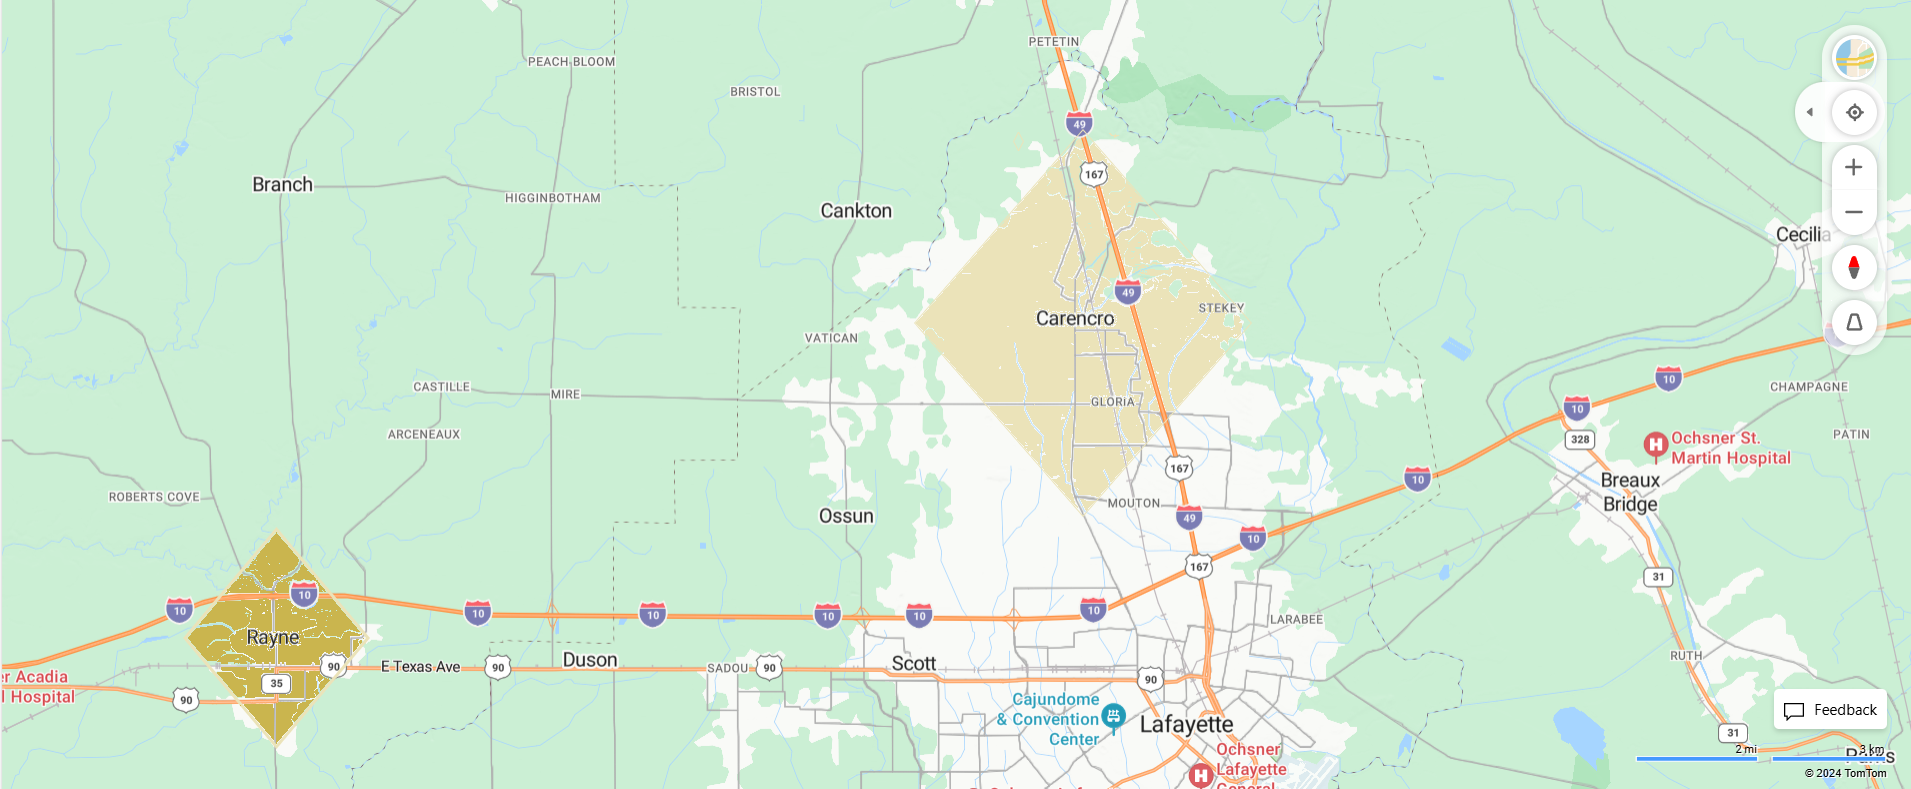 PETETIN
PEACH BLOOM
BRISTOL
49
167
Branch
HIGGINBOTHAM
Cankton
Cecilia
49
STEKEY
Carencro
VATICAN
10
CASTILLE
MIRE
CHAMPAGNE
GLORIA
10
ARCENEAUX
328
PATIN
Ochsner St.
Martin Hospital
167
10
Breaux
Bridge
ROBERTS COVE
MOUTON
Ossun
49
10
167
31
10
10
10
10
10
10
10
LARABEE
Rayne
90
E Texas Ave
90
Duson
SADOU
90
Scott
RUTH
er Acadia
l Hospital
35
90
90
Cajundome
& Convention
Center
Lafayette
Feedback
31
Ochsner
Lafayette
General
2 mi
3 km
© 2024 TomTom